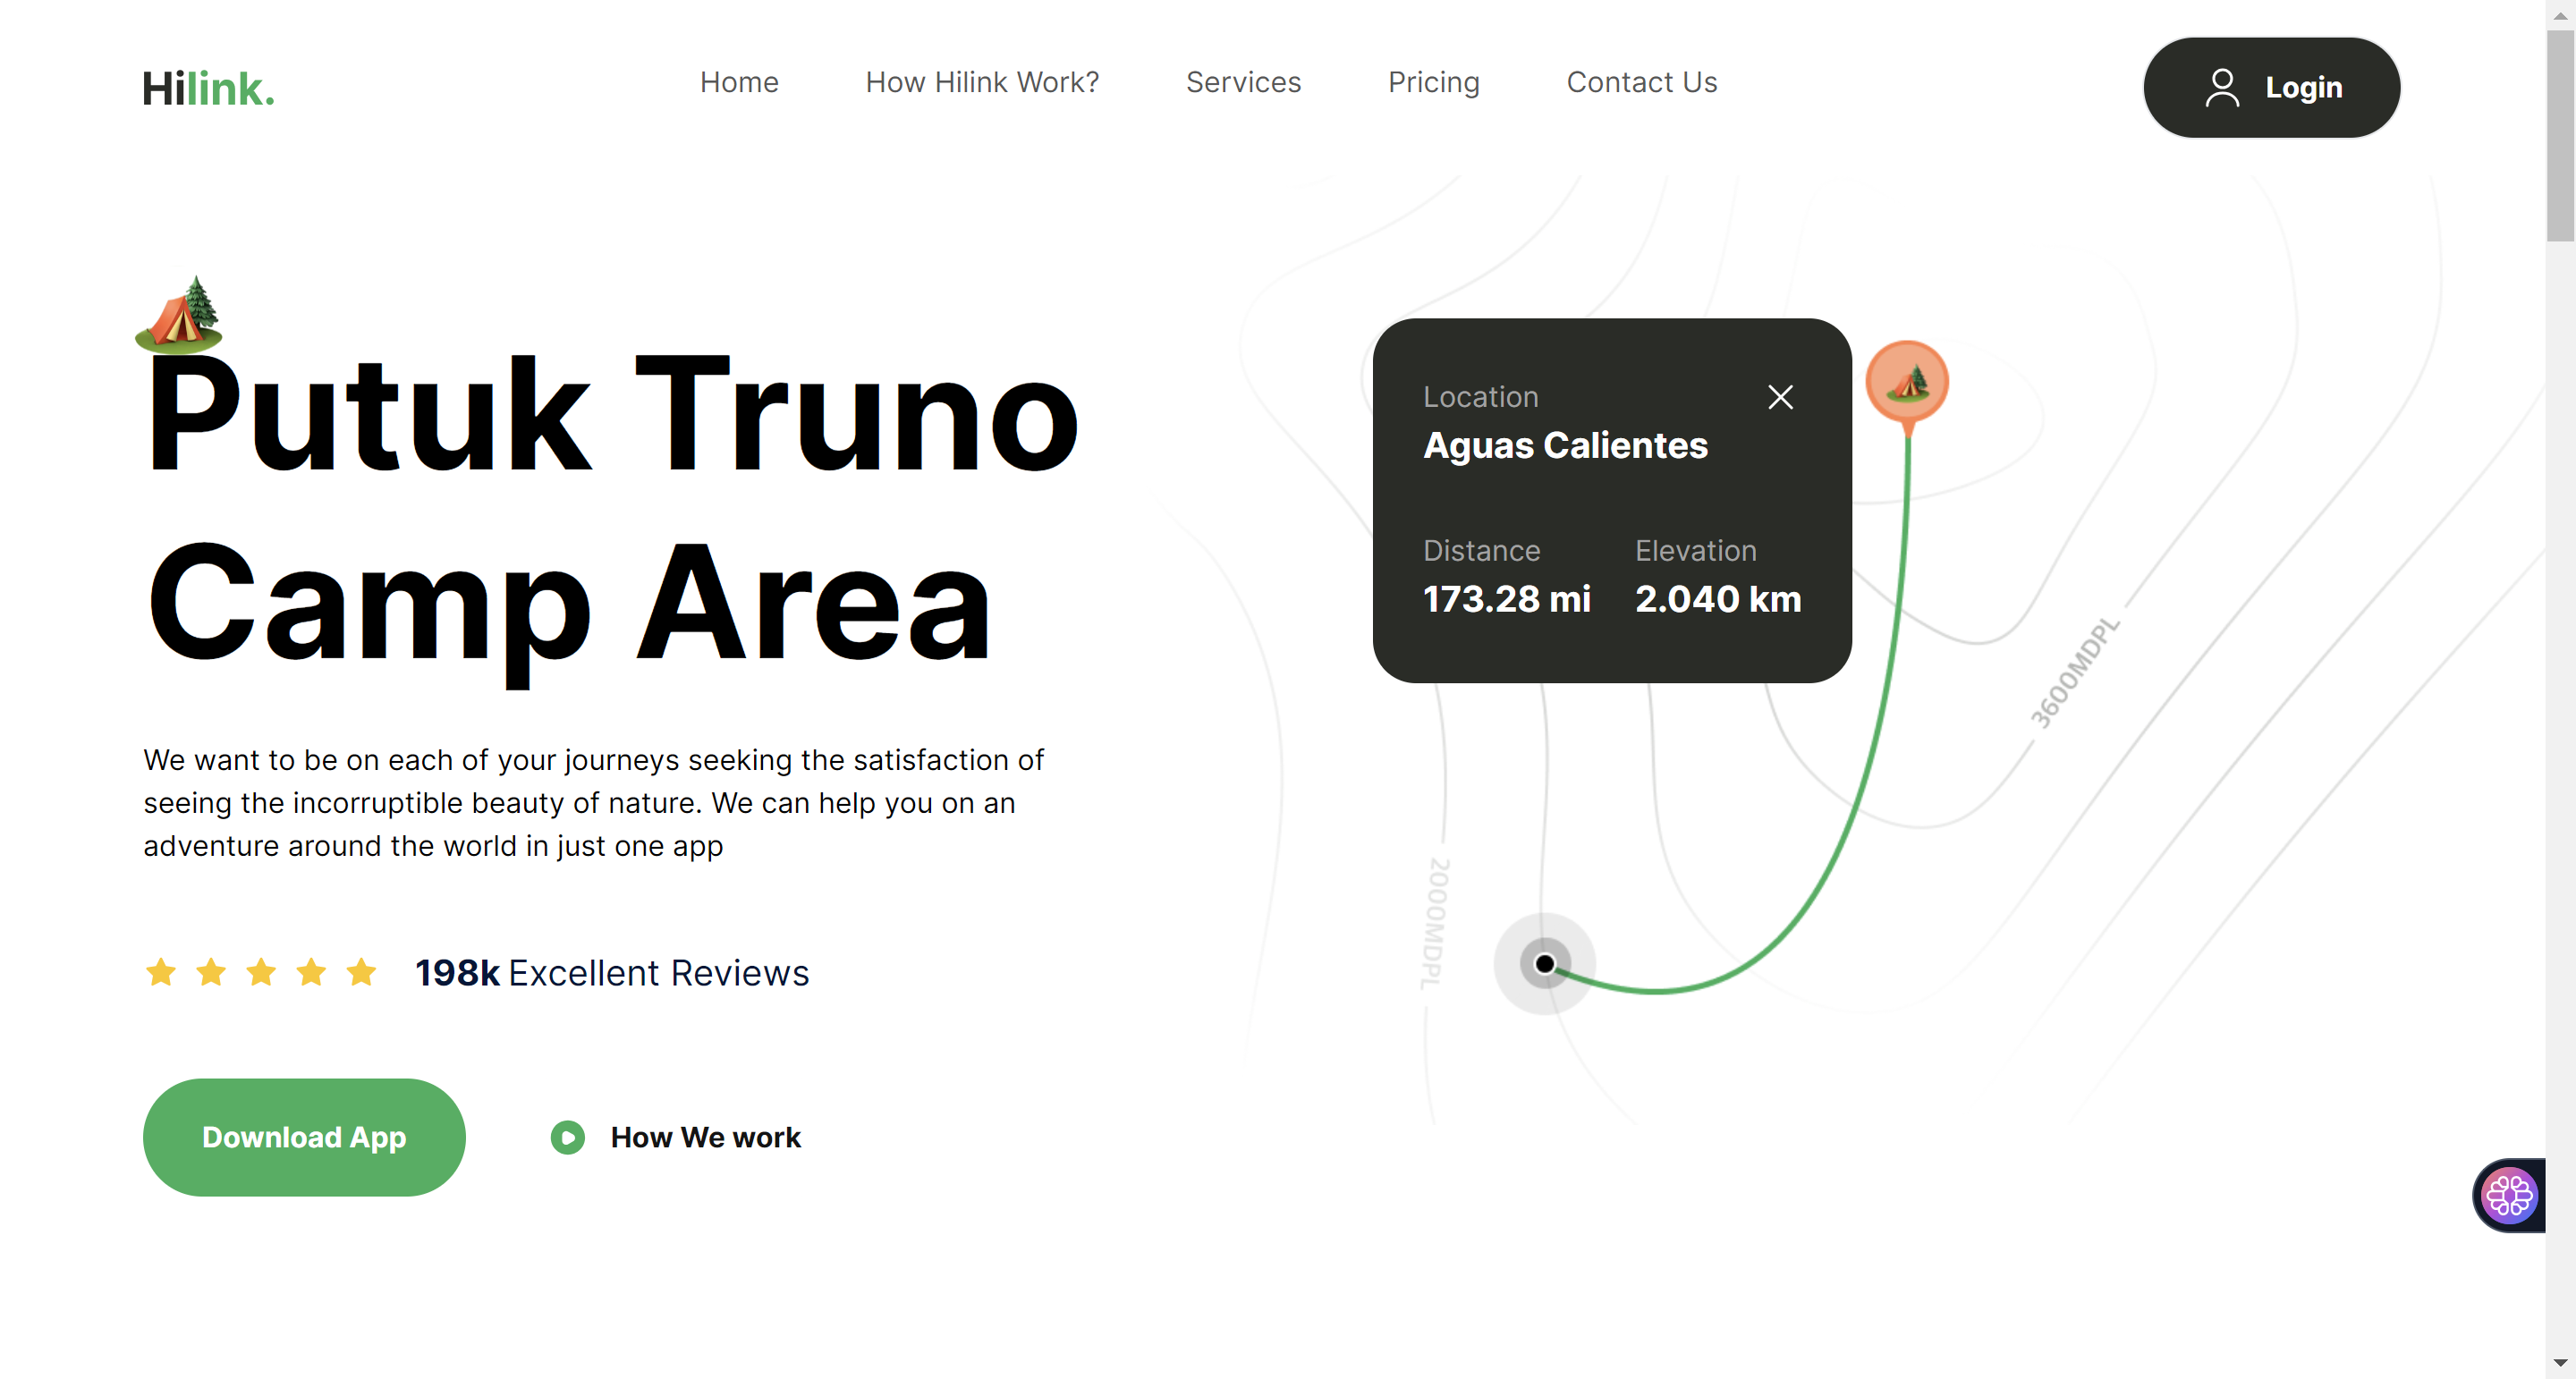 Hilink.
Home
How Hilink Work?
Services
Pricing
Contact Us
Login
Putuk Truno
Camp Area
We want to be on each of your journeys seeking the satisfaction of
seeing the incorruptible beauty of nature. We can help you on an
adventure around the world in just one app
198k Excellent Reviews
Download App
How We work
Location
Aguas Calientes
Distance
Elevation
173.28 mi
2.040 km
3600MDPL
2000MDPL